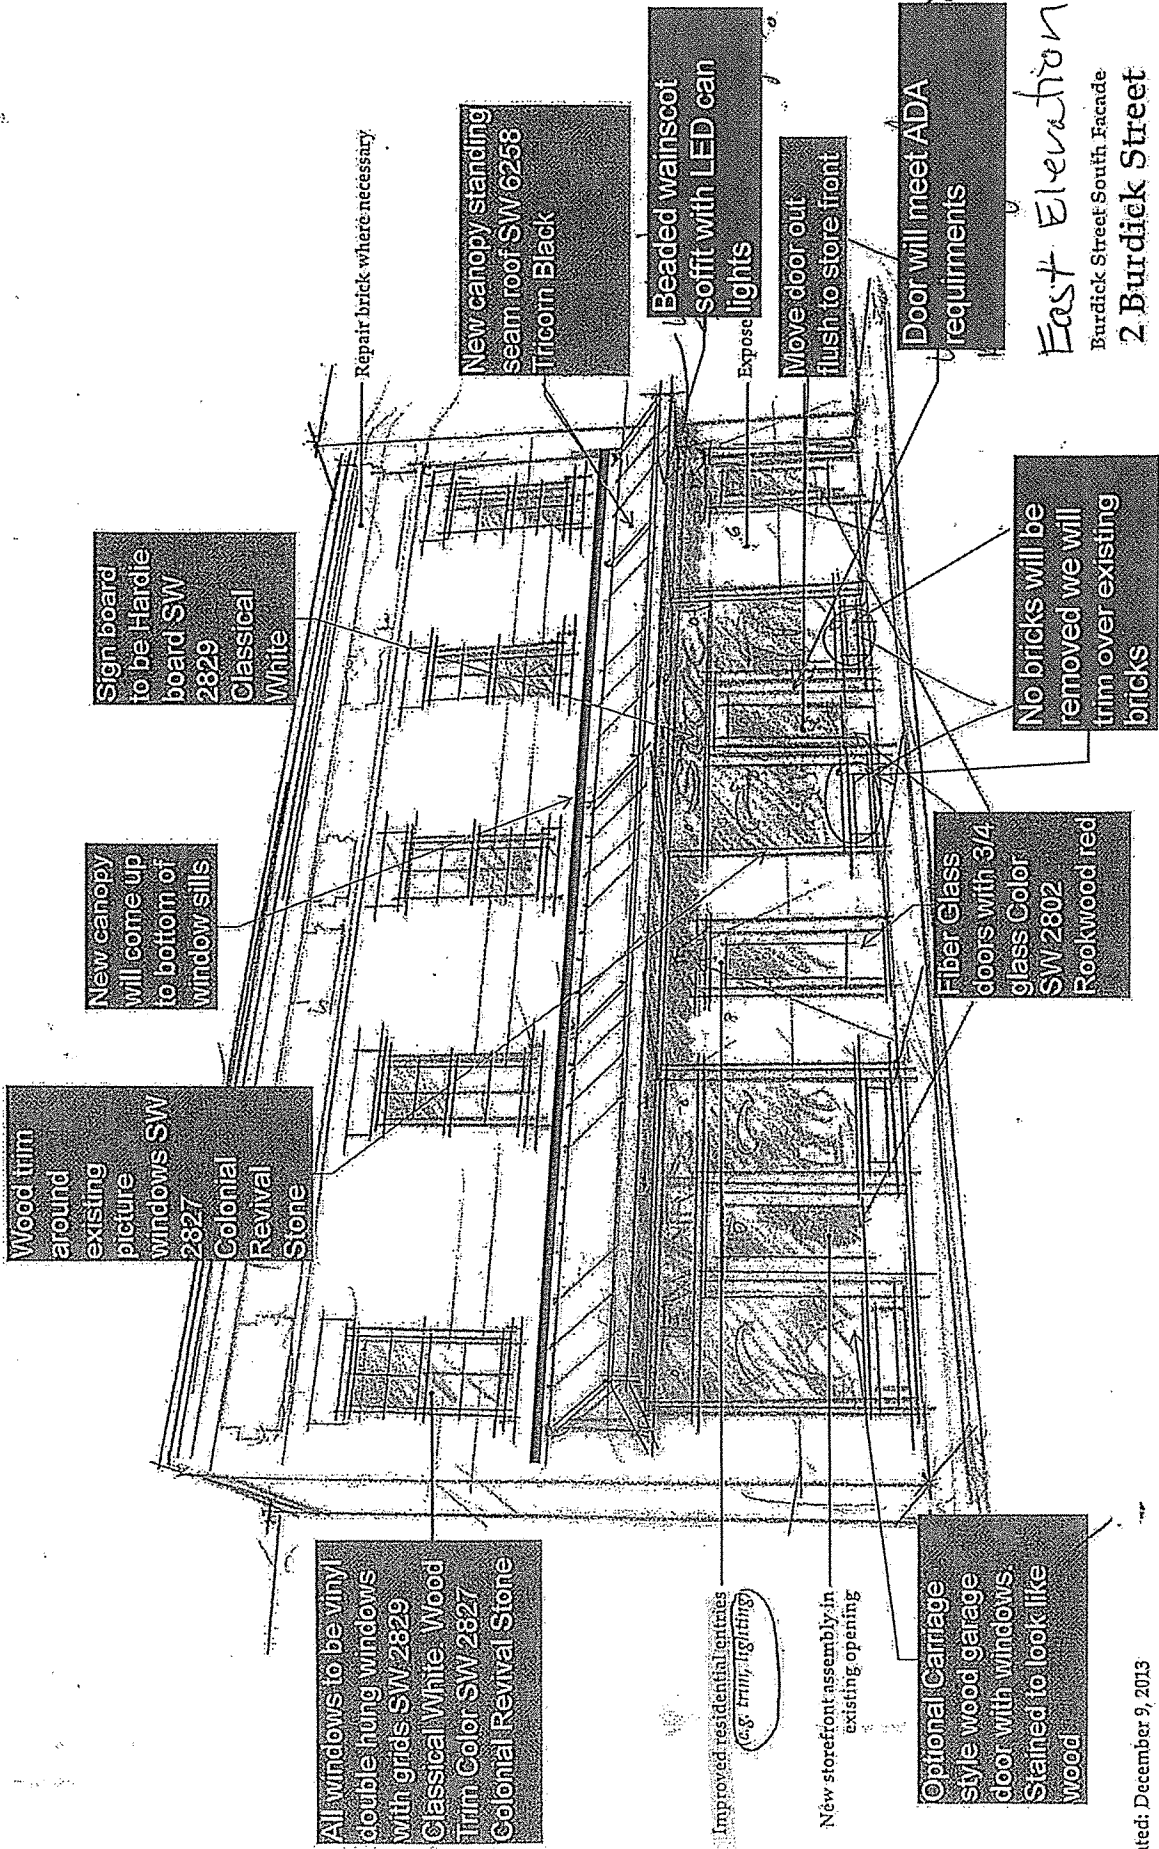 Wood trim
around
existing
picture
windows SW
2827
Colonial
Revival
Stone
New canopy
will come up
to bottom of
window sills
Sign board
to be Hardie
board SW
2829
Classical
White
Repair brick where necessary
New canopy standing
seam roof SW 6258
Tricorn Black
Beaded wainscot
soffit with LED can
lights
Expose
Move door out
flush to store front
Door will meet ADA
requirments
All windows to be vinyl
double hung windows
with grids SW 2829
Classical White. Wood
Trim Color SW 2827
Colonial Revival Stone
Improved residential entries
(e.g. trim, lighting)
New storefront assembly in
existing opening
Optional Carriage
style wood garage
door with windows.
Stained to look like
wood
Fiber Glass
doors with 3/4
glass Color
SW 2802
Rookwood red
No bricks will be
removed we will
trim over existing
bricks
East Elevation
Burdick Street South Facade
2 Burdick Street
ted: December 9, 2013